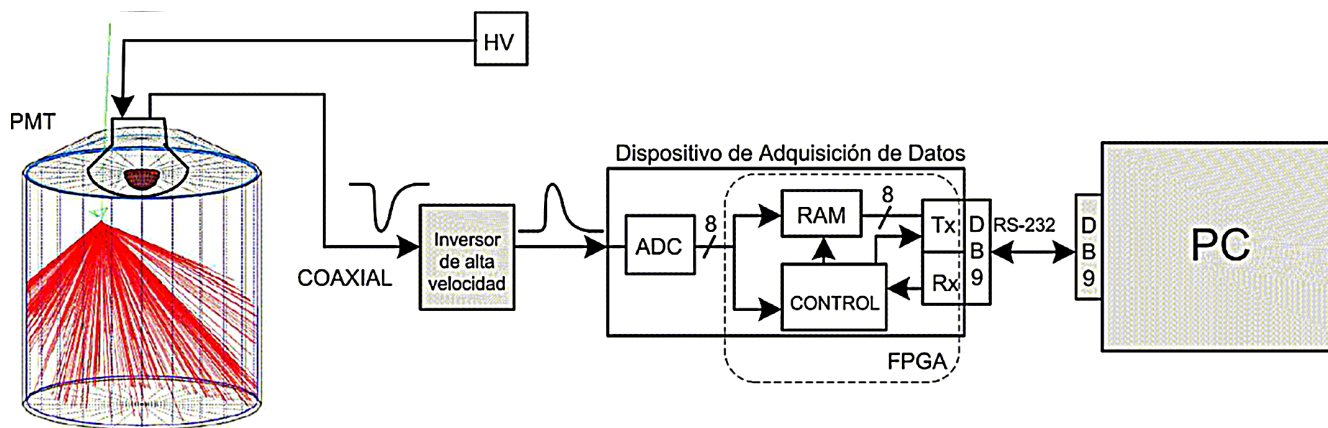 HV
PMT
COAXIAL
Inversor
de alta
velocidad
Dispositivo de Adquisición de Datos
ADC
8
RAM
8
CONTROL
Tx
Rx
D
B
9
FPGA
RS-232
D
B
9
PC